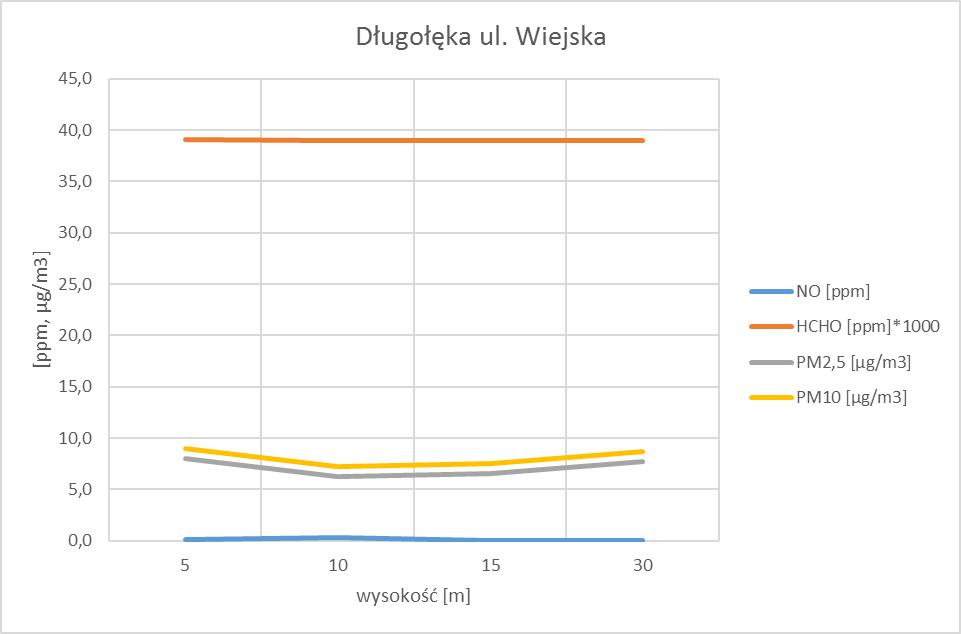 Długołęka ul. Wiejska
45,0
40,0
35,0
30,0
25,0
20,0
15,0
10,0
5,0
0,0
[ppm, µg/m3]
5 10 15 30
wysokość [m]
NO [ppm]
HCHO [ppm]*1000
PM2,5 [µg/m3]
PM10 [µg/m3]